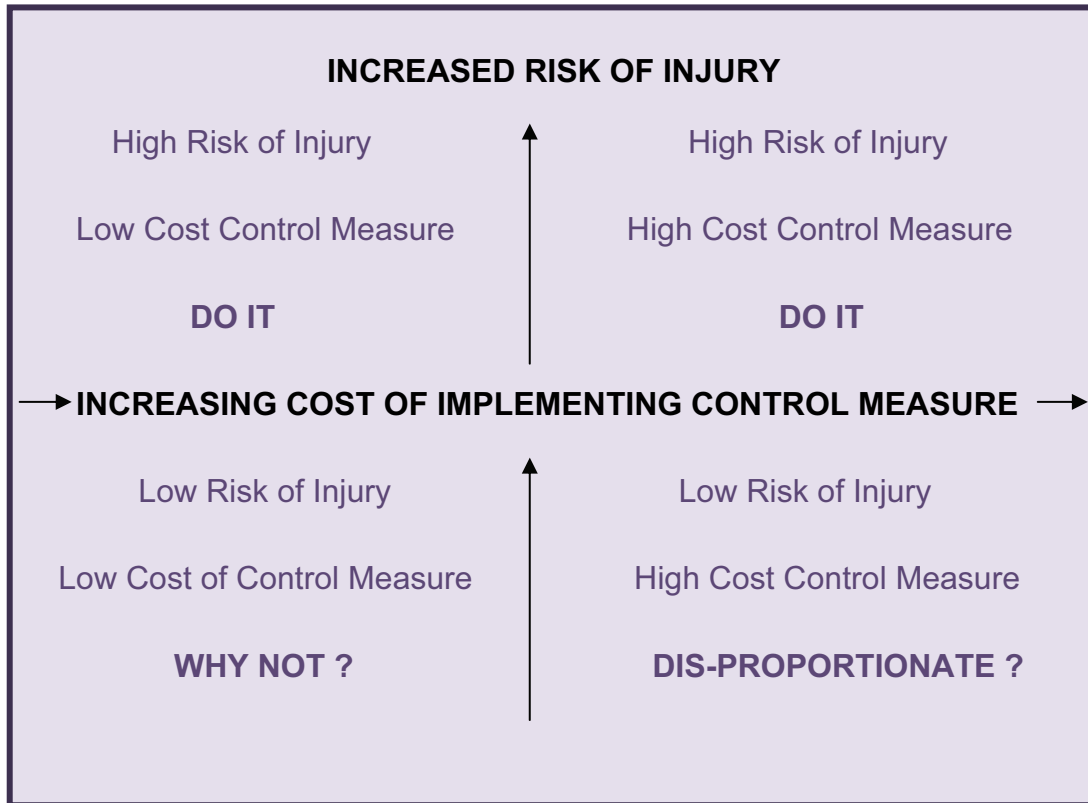 INCREASED RISK OF INJURY
High Risk of Injury
Low Cost Control Measure
DO IT
High Risk of Injury
High Cost Control Measure
DO IT
INCREASING COST OF IMPLEMENTING CONTROL MEASURE
Low Risk of Injury
Low Cost of Control Measure
WHY NOT ?
Low Risk of Injury
High Cost Control Measure
DIS-PROPORTIONATE ?